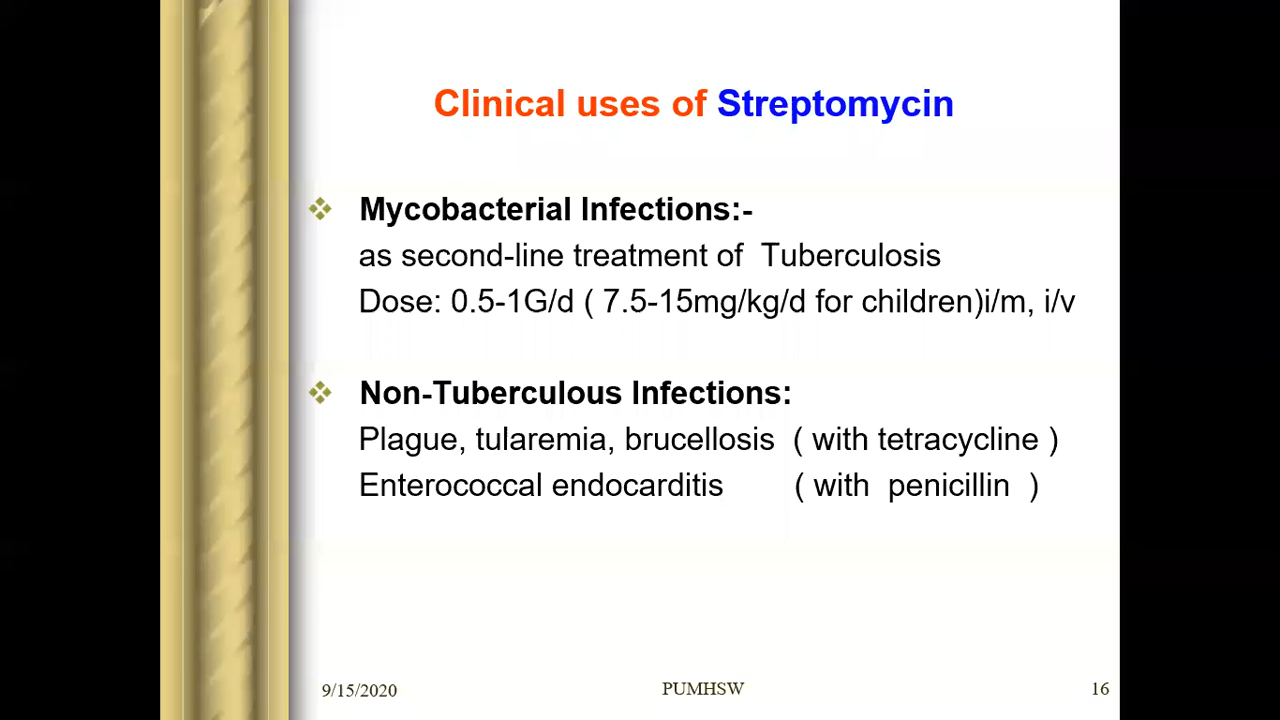 Clinical uses of Streptomycin
Mycobacterial Infections:-
as second-line treatment of Tuberculosis
Dose: 0.5-1G/d ( 7.5-15mg/kg/d for children)i/m, i/v
Non-Tuberculous Infections:
Plague, tularemia, brucellosis ( with tetracycline )
Enterococcal endocarditis ( with penicillin )
9/15/2020 PUMHSW 16